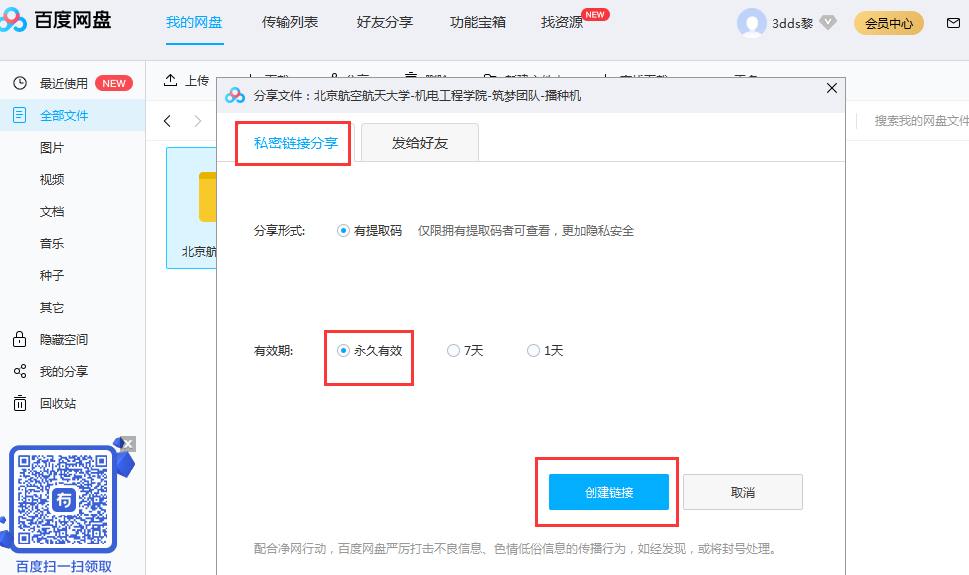 百度网盘
我的网盘 传输列表 好友分享 功能宝箱 找资源 NEW
3dds黎 会员中心
最近使用 NEW
全部文件
图片
视频
文档
音乐
种子
其它
隐藏空间
我的分享
回收站
百度扫一扫领取
上传
搜索我的网盘文件
北京航
分享文件：北京航空航天大学-机电工程学院-筑梦团队-播种机
私密链接分享 发给好友
分享形式: 有提取码 仅限拥有提取码者可查看，更加隐私安全
有效期: 永久有效 7天 1天
创建链接 取消
配合净网行动，百度网盘严厉打击不良信息、色情低俗信息的传播行为，如经发现，或将封号处理。